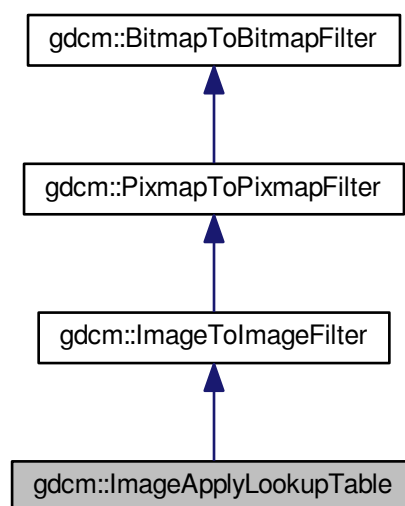 gdcm::BitmapToBitmapFilter
gdcm::PixmapToPixmapFilter
gdcm::ImageToImageFilter
gdcm::ImageApplyLookupTable